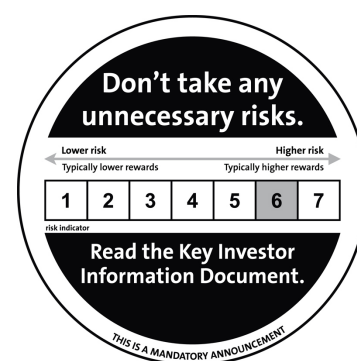 Don't take any
unnecessary risks.
Lower risk Higher risk
Typically lower rewards Typically higher rewards
1 2 3 4 5 6 7
risk indicator
Read the Key Investor
Information Document.
THIS IS A MANDATORY ANNOUNCEMENT